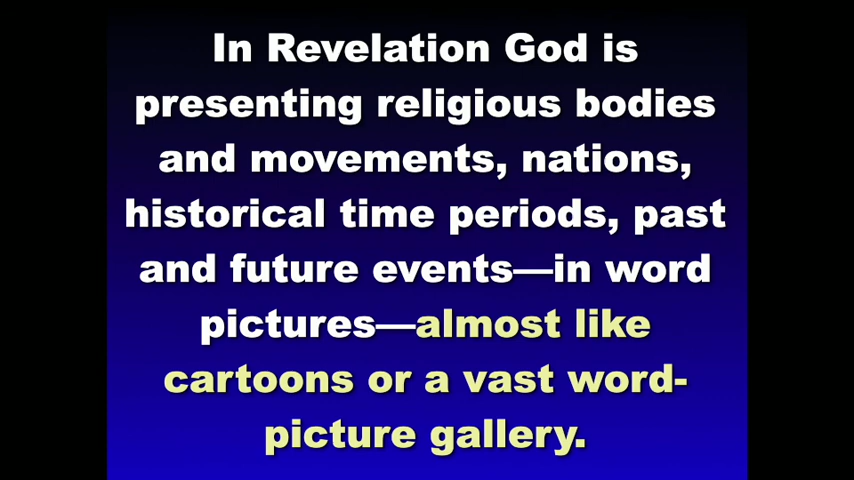 In Revelation God is
presenting religious bodies
and movements, nations,
historical time periods, past
and future events—in word
pictures—almost like
cartoons or a vast word-
picture gallery.